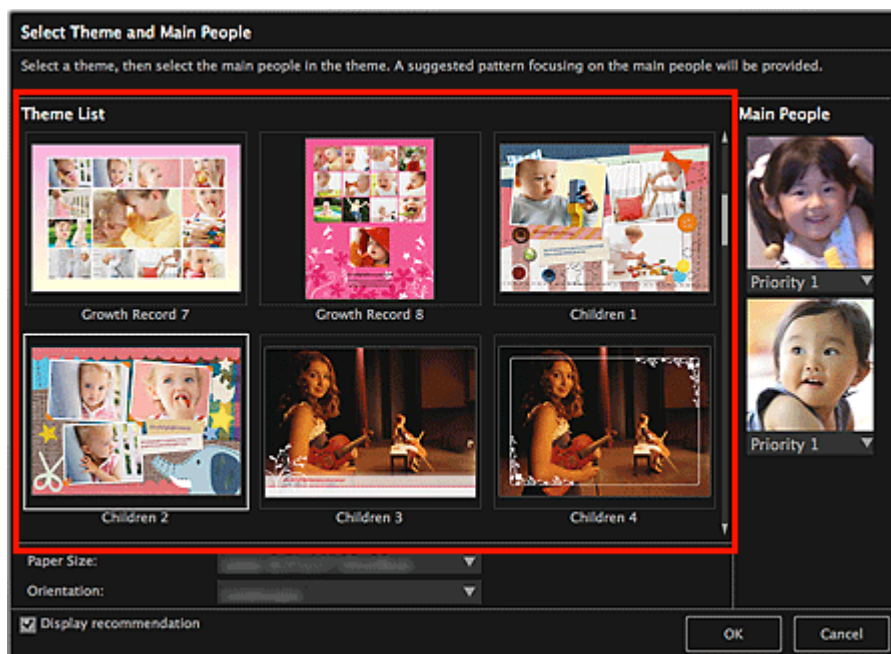 Select Theme and Main People
Select a theme, then select the main people in the theme. A suggested pattern focusing on the main people will be provided.
Theme List
Main People
Growth Record 7
Growth Record 8
Children 1
Priority 1
Children 2
Children 3
Children 4
Priority 1
Paper Size:
Orientation:
Display recommendation
OK
Cancel